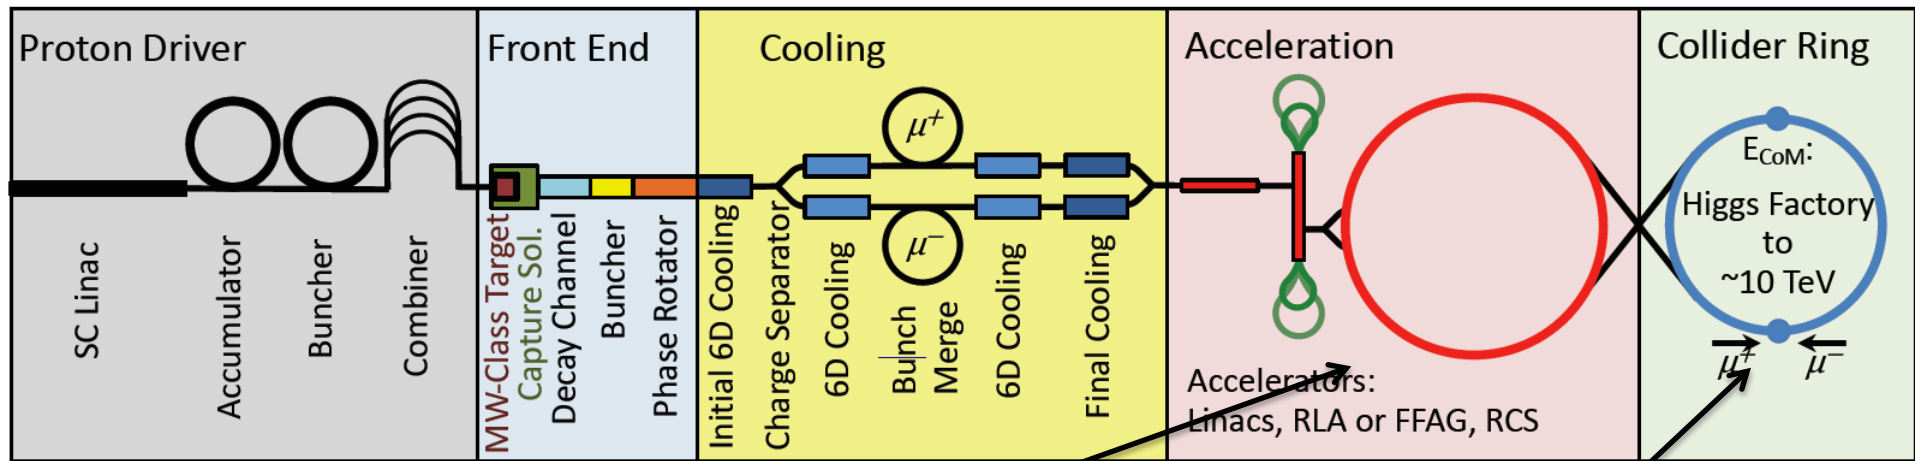 Proton Driver
Front End
Cooling
Acceleration
Collider Ring
μ+
μ−
E_CoM:
Higgs Factory
to
~10 TeV
SC Linac
Accumulator
Buncher
Combiner
MW-Class Target
Capture Sol.
Decay Channel
Buncher
Phase Rotator
Initial 6D Cooling
Charge Separator
6D Cooling
Bunch
Merge
6D Cooling
Final Cooling
Accelerators:
Linacs, RLA or FFAG, RCS
μ+ μ−